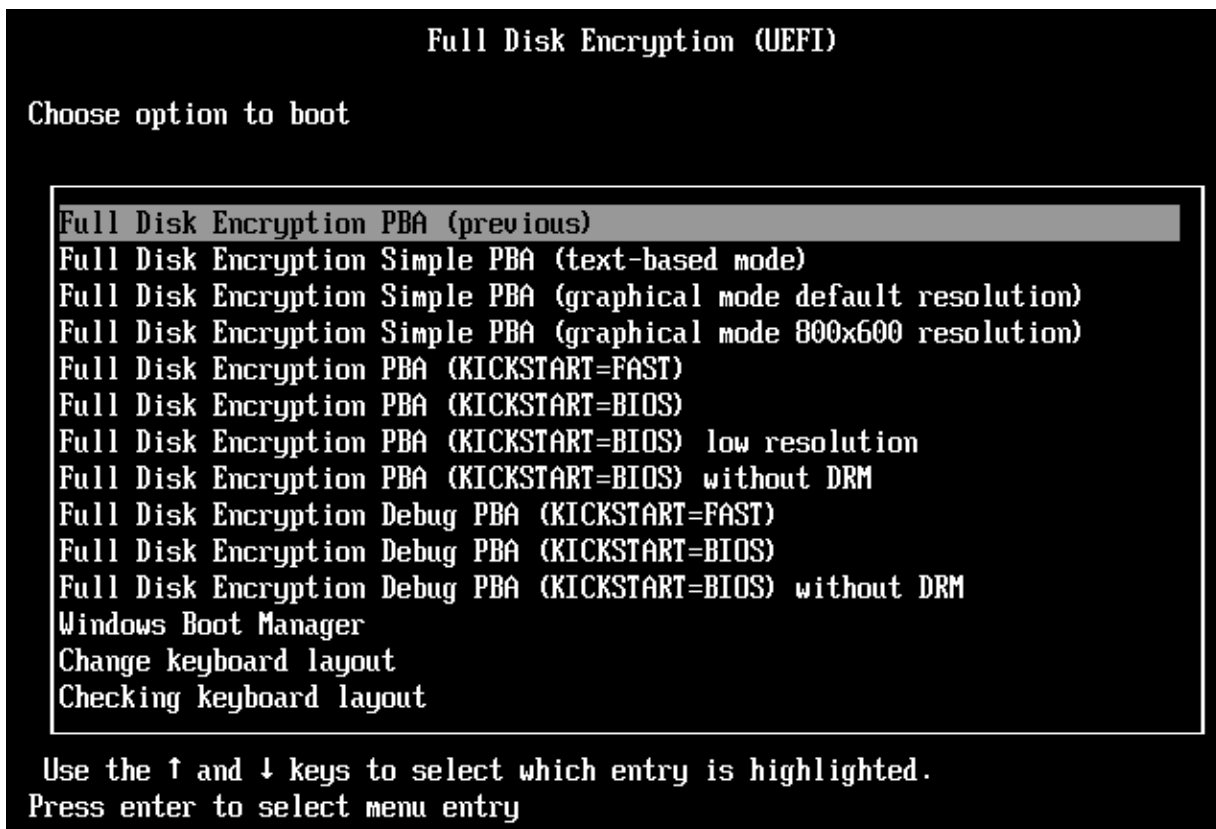 Full Disk Encryption (UEFI)
Choose option to boot
Full Disk Encryption PBA (previous)
Full Disk Encryption Simple PBA (text-based mode)
Full Disk Encryption Simple PBA (graphical mode default resolution)
Full Disk Encryption Simple PBA (graphical mode 800x600 resolution)
Full Disk Encryption PBA (KICKSTART=FAST)
Full Disk Encryption PBA (KICKSTART=BIOS)
Full Disk Encryption PBA (KICKSTART=BIOS) low resolution
Full Disk Encryption PBA (KICKSTART=BIOS) without DRM
Full Disk Encryption Debug PBA (KICKSTART=FAST)
Full Disk Encryption Debug PBA (KICKSTART=BIOS)
Full Disk Encryption Debug PBA (KICKSTART=BIOS) without DRM
Windows Boot Manager
Change keyboard layout
Checking keyboard layout
Use the ↑ and ↓ keys to select which entry is highlighted.
Press enter to select menu entry